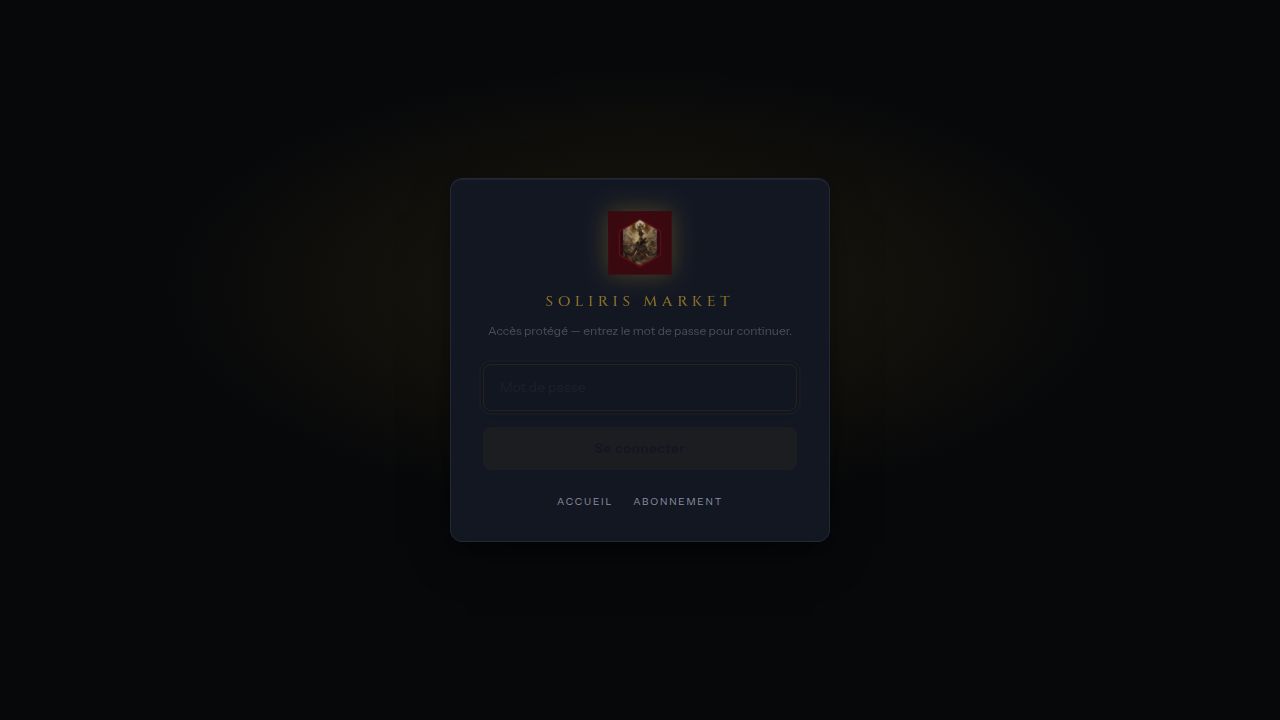 SOLIRIS MARKET
Accès protégé — entrez le mot de passe pour continuer.
Mot de passe
Se connecter
ACCUEIL ABONNEMENT